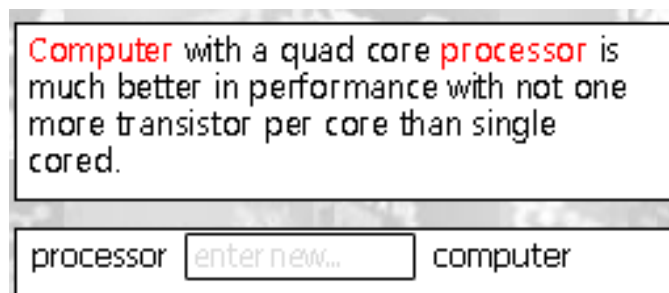 Computer with a quad core processor is
much better in performance with not one
more transistor per core than single
cored.
processor enter new... computer